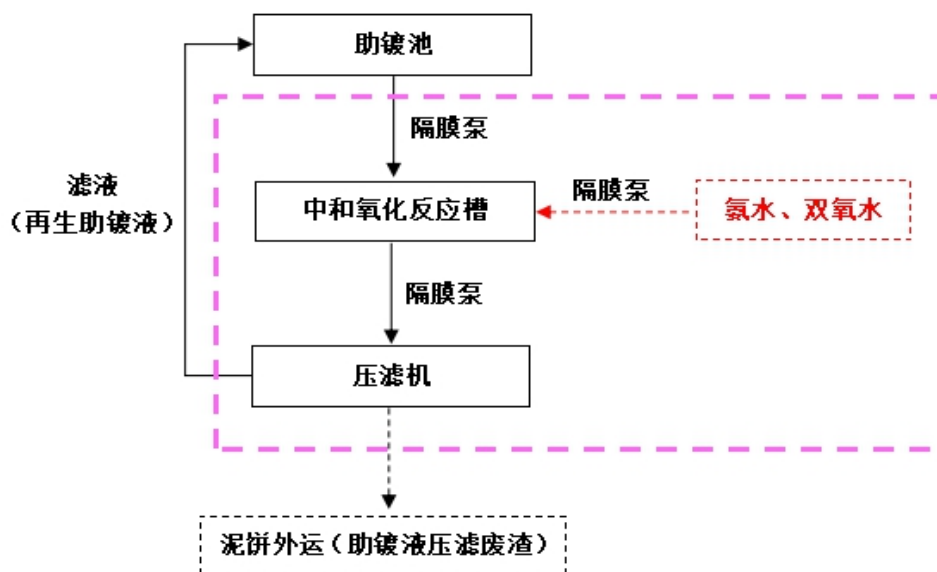 助镀池
隔膜泵
滤液
（再生助镀液）
中和氧化反应槽
隔膜泵
氨水、双氧水
隔膜泵
压滤机
泥饼外运（助镀液压滤废渣）